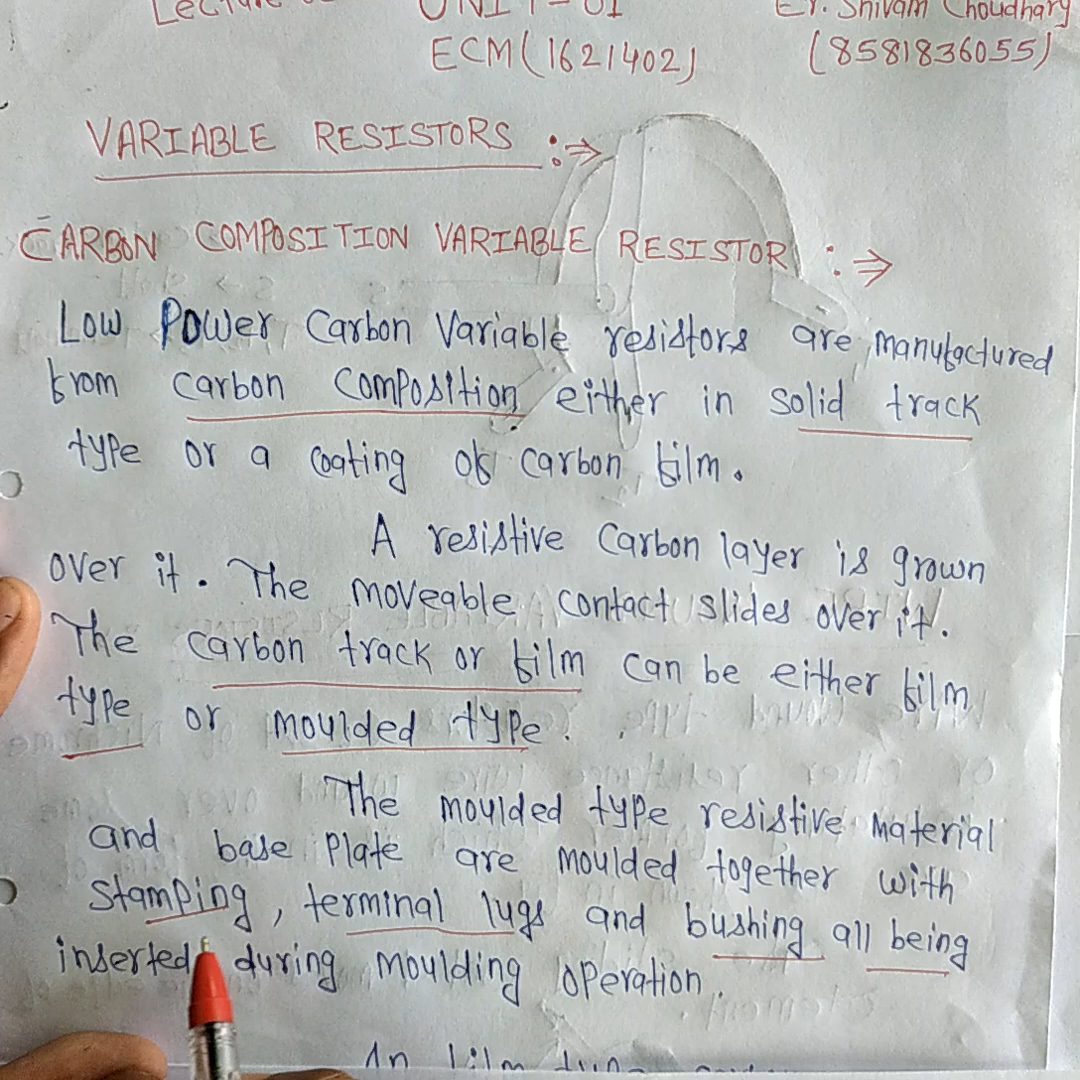 Lecture
UNIT-01
Er. Shivam Choudhary
ECM(1621402)
(8581836055)
VARIABLE RESISTORS :→
CARBON COMPOSITION VARIABLE RESISTOR :⇒
Low Power Carbon Variable resistors are manufactured
from carbon composition either in solid track
type or a coating of carbon film.
A resistive carbon layer is grown
over it. The moveable contact slides over it.
The carbon track or film can be either film
type or moulded type.
The moulded type resistive material
and base plate are moulded together with
stamping, terminal lugs and bushing all being
inserted during moulding operation.